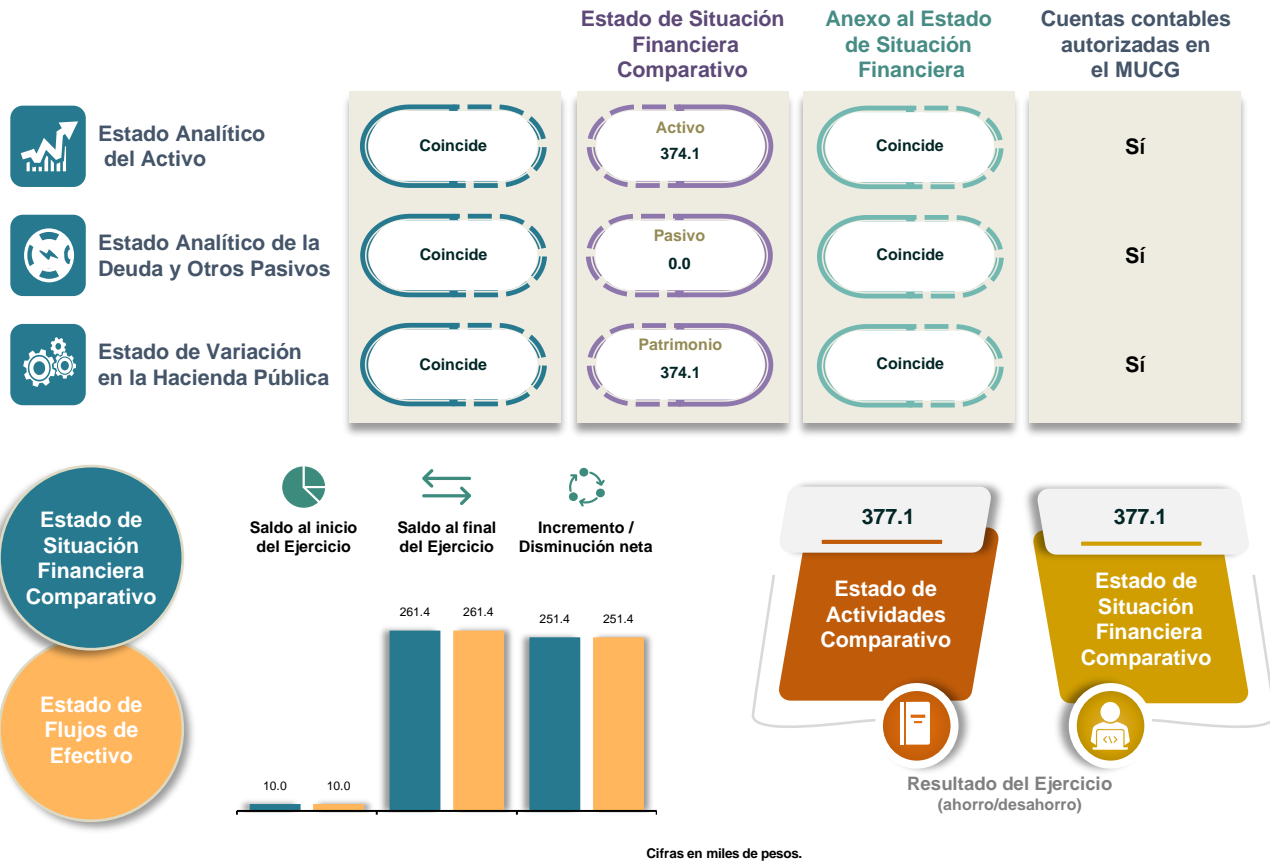 Estado de Situación
Financiera
Comparativo
Anexo al Estado
de Situación
Financiera
Cuentas contables
autorizadas en
el MUCG
Estado Analítico
del Activo
Coincide
Activo
374.1
Coincide
Sí
Estado Analítico de la
Deuda y Otros Pasivos
Coincide
Pasivo
0.0
Coincide
Sí
Estado de Variación
en la Hacienda Pública
Coincide
Patrimonio
374.1
Coincide
Sí
Estado de
Situación
Financiera
Comparativo
Estado de
Flujos de
Efectivo
Saldo al inicio
del Ejercicio
Saldo al final
del Ejercicio
Incremento /
Disminución neta
10.0
10.0
261.4
261.4
251.4
251.4
377.1
Estado de
Actividades
Comparativo
377.1
Estado de
Situación
Financiera
Comparativo
Resultado del Ejercicio
(ahorro/desahorro)
Cifras en miles de pesos.